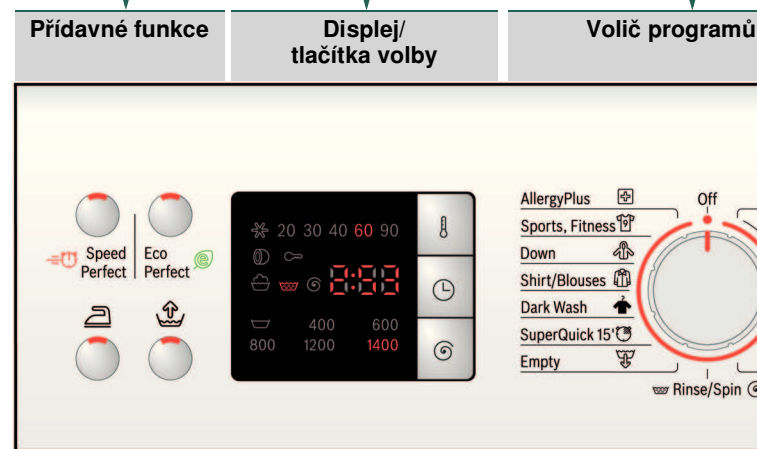 Přídavné funkce
Displej/
tlačítka volby
Volič programů
Speed
Perfect
Eco
Perfect
20 30 40 60 90
400 600
800 1200 1400
AllergyPlus
Sports, Fitness
Down
Shirt/Blouses
Dark Wash
SuperQuick 15'
Empty
Off
Rinse/Spin